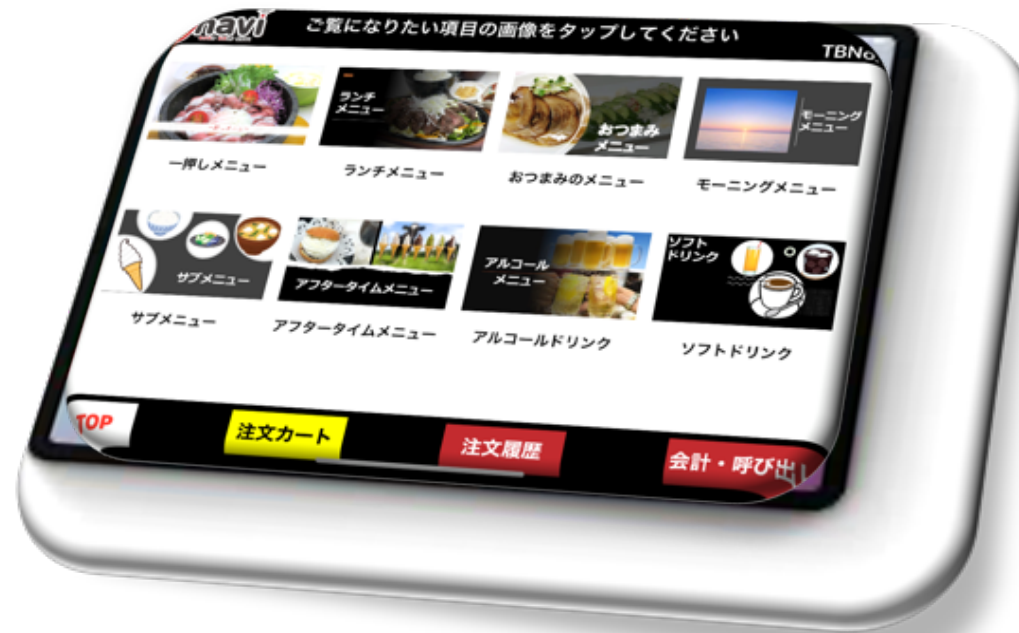 navi
ご覧になりたい項目の画像をタップしてください
TBNo.
ランチ
メニュー
おつまみ
メニュー
モーニング
メニュー
一押しメニュー
ランチメニュー
おつまみのメニュー
モーニングメニュー
サブメニュー
アフタータイムメニュー
アルコール
メニュー
ソフト
ドリンク
サブメニュー
アフタータイムメニュー
アルコールドリンク
ソフトドリンク
TOP
注文カート
注文履歴
会計・呼び出し